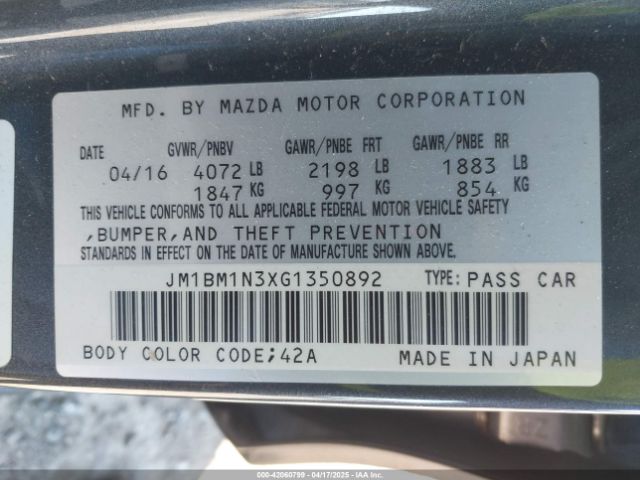 MFD. BY MAZDA MOTOR CORPORATION
DATE GVWR/PNBV GAWR/PNBE FRT GAWR/PNBE RR
04/16 4072 LB 2198 LB 1883 LB
1847 KG 997 KG 854 KG
THIS VEHICLE CONFORMS TO ALL APPLICABLE FEDERAL MOTOR VEHICLE SAFETY
,BUMPER,AND THEFT PREVENTION
STANDARDS IN EFFECT ON THE DATE OF MANUFACTURE SHOWN ABOVE.
JM1BM1N3XG1350892 TYPE: PASS CAR
BODY COLOR CODE;42A MADE IN JAPAN
© IAA INC. | 42060799 | 04/17/2025 | AUCTIONS